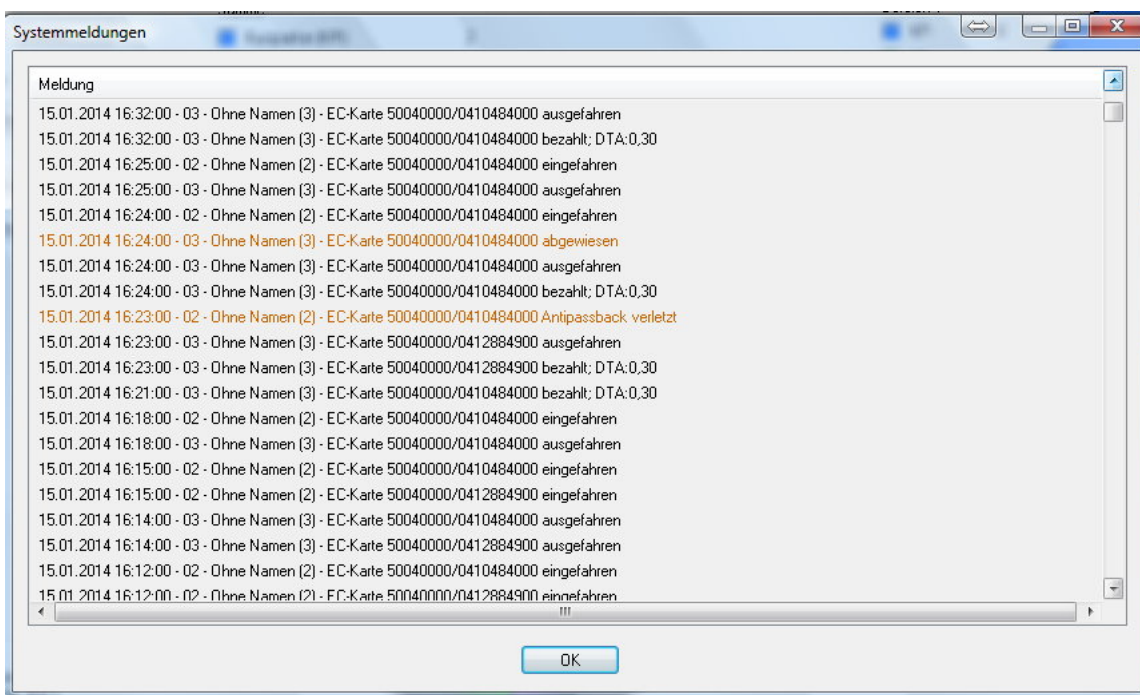 Systemmeldungen
Meldung
15.01.2014 16:32:00 - 03 - Ohne Namen (3) - EC-Karte 50040000/0410484000 ausgefahren
15.01.2014 16:32:00 - 03 - Ohne Namen (3) - EC-Karte 50040000/0410484000 bezahlt; DTA:0,30
15.01.2014 16:25:00 - 02 - Ohne Namen (2) - EC-Karte 50040000/0410484000 eingefahren
15.01.2014 16:25:00 - 03 - Ohne Namen (3) - EC-Karte 50040000/0410484000 ausgefahren
15.01.2014 16:24:00 - 02 - Ohne Namen (2) - EC-Karte 50040000/0410484000 eingefahren
15.01.2014 16:24:00 - 03 - Ohne Namen (3) - EC-Karte 50040000/0410484000 abgewiesen
15.01.2014 16:24:00 - 03 - Ohne Namen (3) - EC-Karte 50040000/0410484000 ausgefahren
15.01.2014 16:24:00 - 03 - Ohne Namen (3) - EC-Karte 50040000/0410484000 bezahlt; DTA:0,30
15.01.2014 16:23:00 - 02 - Ohne Namen (2) - EC-Karte 50040000/0410484000 Antipassback verletzt
15.01.2014 16:23:00 - 03 - Ohne Namen (3) - EC-Karte 50040000/0412884900 ausgefahren
15.01.2014 16:23:00 - 03 - Ohne Namen (3) - EC-Karte 50040000/0412884900 bezahlt; DTA:0,30
15.01.2014 16:21:00 - 03 - Ohne Namen (3) - EC-Karte 50040000/0410484000 bezahlt; DTA:0,30
15.01.2014 16:18:00 - 02 - Ohne Namen (2) - EC-Karte 50040000/0410484000 eingefahren
15.01.2014 16:18:00 - 03 - Ohne Namen (3) - EC-Karte 50040000/0410484000 ausgefahren
15.01.2014 16:15:00 - 02 - Ohne Namen (2) - EC-Karte 50040000/0410484000 eingefahren
15.01.2014 16:15:00 - 02 - Ohne Namen (2) - EC-Karte 50040000/0412884900 eingefahren
15.01.2014 16:14:00 - 03 - Ohne Namen (3) - EC-Karte 50040000/0410484000 ausgefahren
15.01.2014 16:14:00 - 03 - Ohne Namen (3) - EC-Karte 50040000/0412884900 ausgefahren
15.01.2014 16:12:00 - 02 - Ohne Namen (2) - EC-Karte 50040000/0410484000 eingefahren
15.01.2014 16:12:00 - 02 - Ohne Namen (2) - EC-Karte 50040000/0412884900 eingefahren
OK